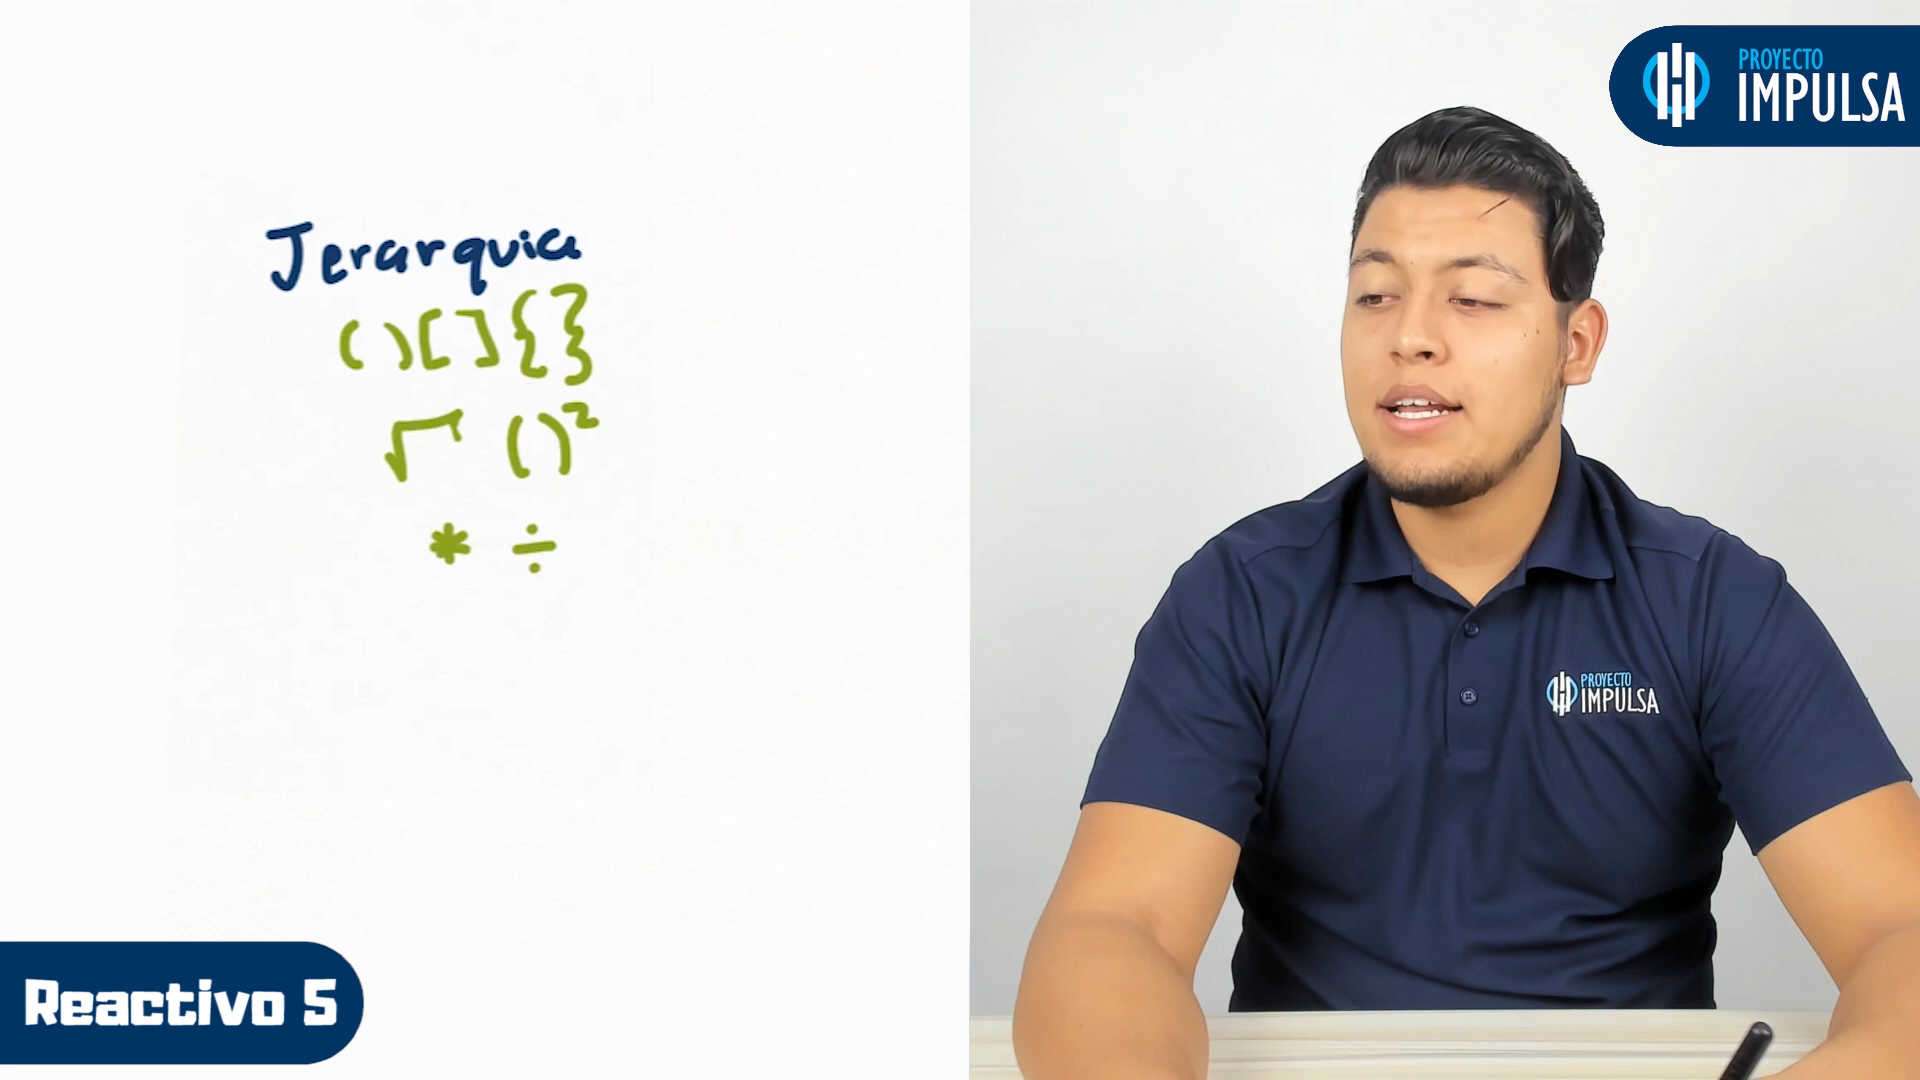 Jerarquia
( ) [ ] { }
√ ( )²
* ÷
Reactivo 5
PROYECTO
IMPULSA
PROYECTO
IMPULSA